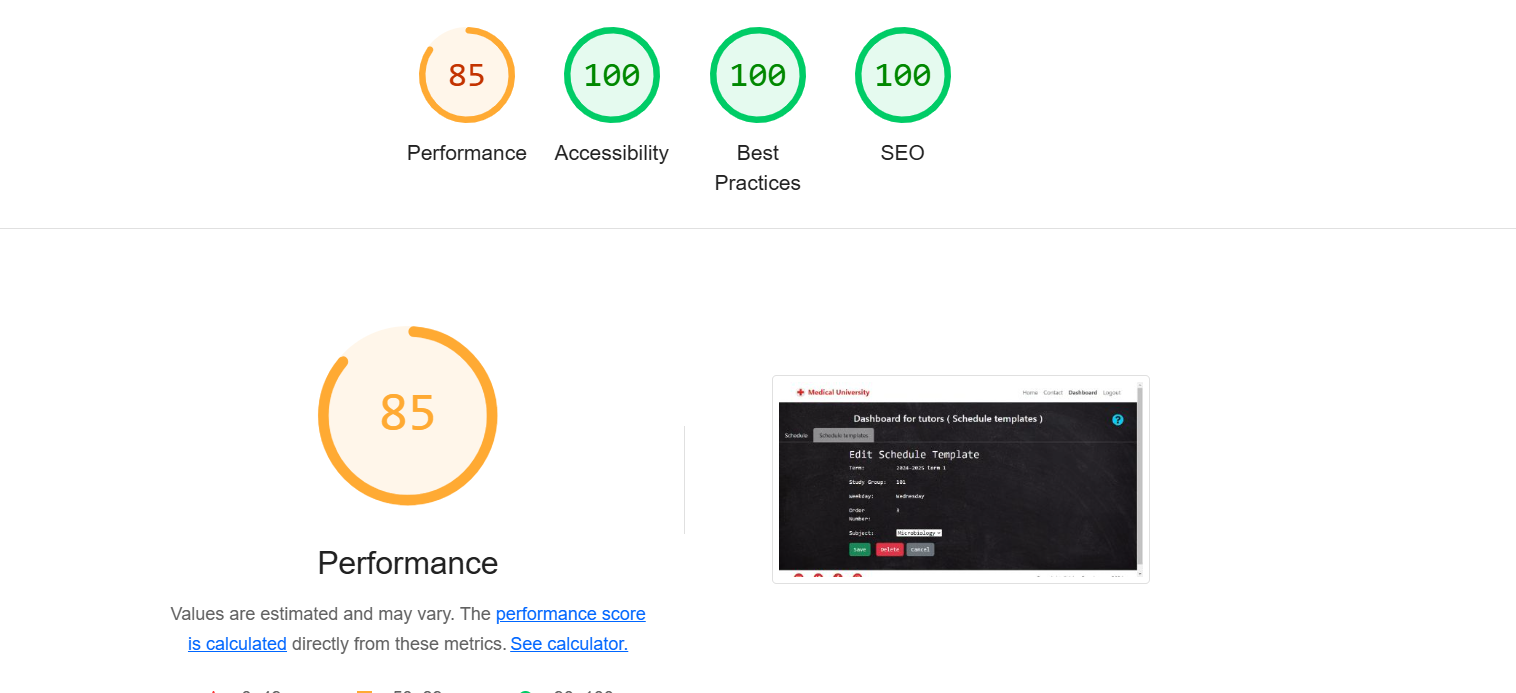 85
100
100
100
Performance
Accessibility
Best
Practices
SEO
85
Performance
Values are estimated and may vary. The performance score
is calculated directly from these metrics. See calculator.
Medical University
Home Contact Dashboard Logout
Dashboard for tutors ( Schedule templates )
?
Schedule Schedule templates
Edit Schedule Template
Term: 2024-2025 term 1
Study Group: 101
Weekday: Wednesday
Order 3
Number:
Subject: Microbiology
Save Delete Cancel